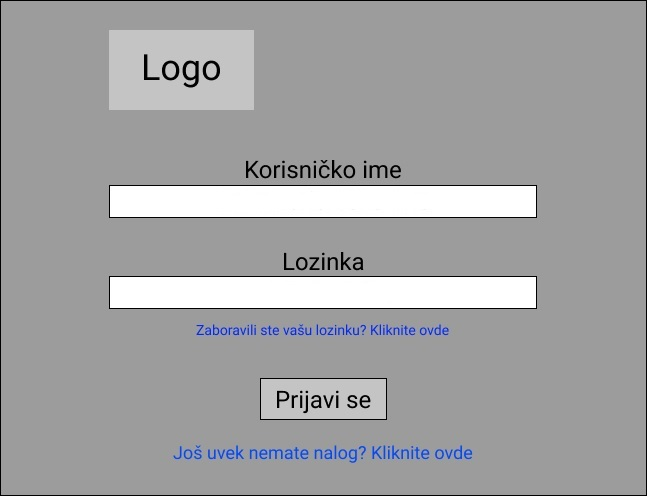 Logo
Korisničko ime
Lozinka
Zaboravili ste vašu lozinku? Kliknite ovde
Prijavi se
Još uvek nemate nalog? Kliknite ovde